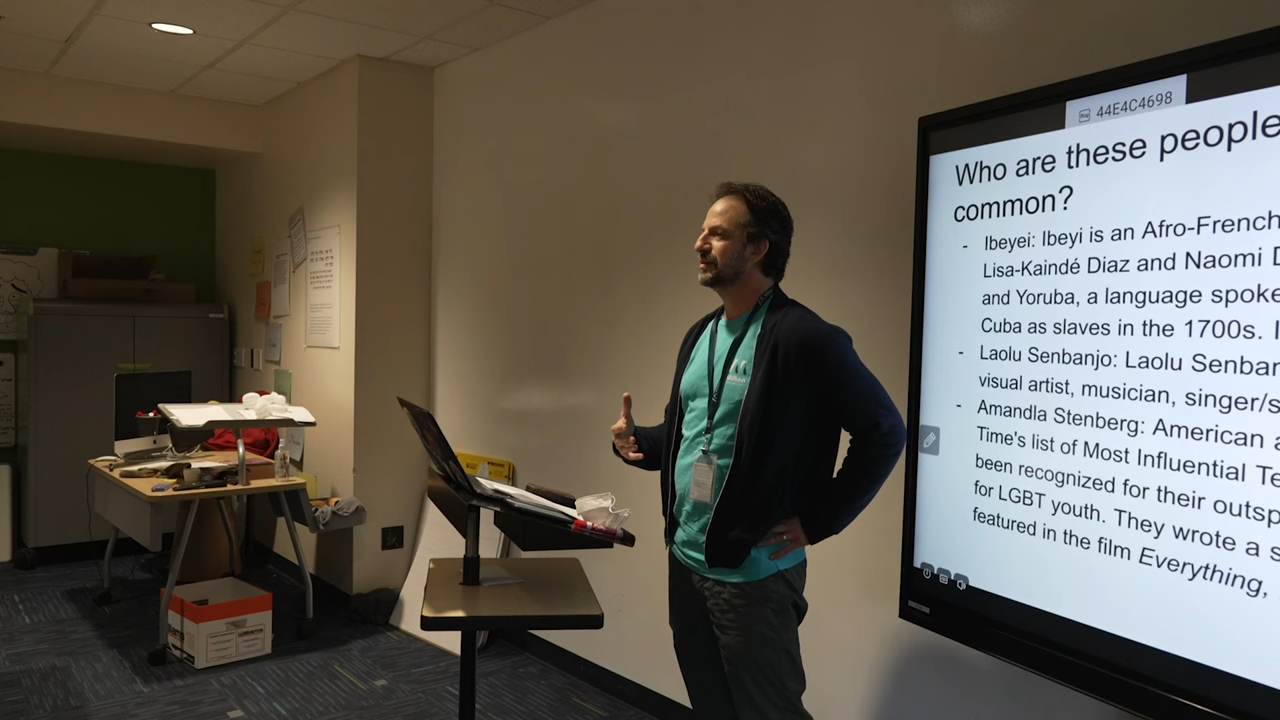 44E4C4698
Who are these people
common?
- Ibeyei: Ibeyi is an Afro-French
Lisa-Kaindé Diaz and Naomi D
and Yoruba, a language spoke
Cuba as slaves in the 1700s. I
- Laolu Senbanjo: Laolu Senbar
visual artist, musician, singer/s
- Amandla Stenberg: American a
Time's list of Most Influential Te
been recognized for their outsp
for LGBT youth. They wrote a s
featured in the film Everything,